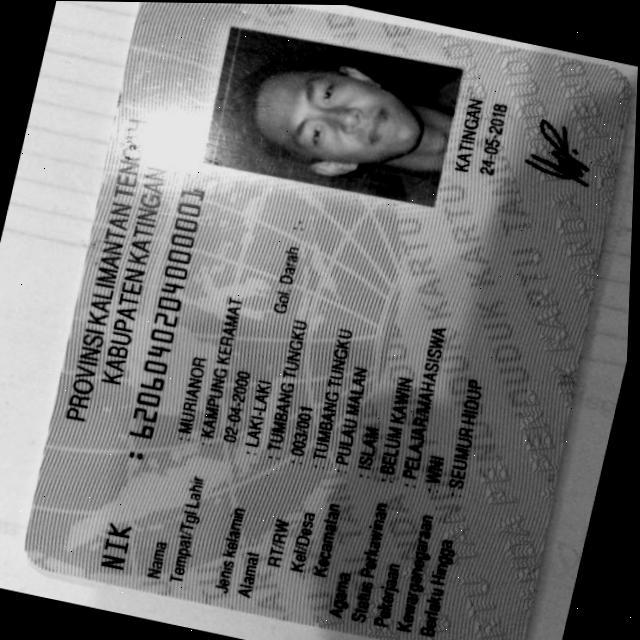 PROVINSI KALIMANTAN TENGAH
KABUPATEN KATINGAN
NIK : 6206040204000001
Nama : MURIANOR
Tempat/Tgl Lahir KAMPUNG KERAMAT
02-04-2000
Jenis Kelamin : LAKI-LAKI Gol. Darah :
Alamat : TUMBANG TUNGKU
RT/RW : 003/001
Kel/Desa : TUMBANG TUNGKU
Kecamatan : PULAU MALAN
Agama : ISLAM
Status Perkawinan : BELUM KAWIN
Pekerjaan : PELAJAR/MAHASISWA
Kewarganegaraan : WNI
Berlaku Hingga : SEUMUR HIDUP
KATINGAN
24-05-2018